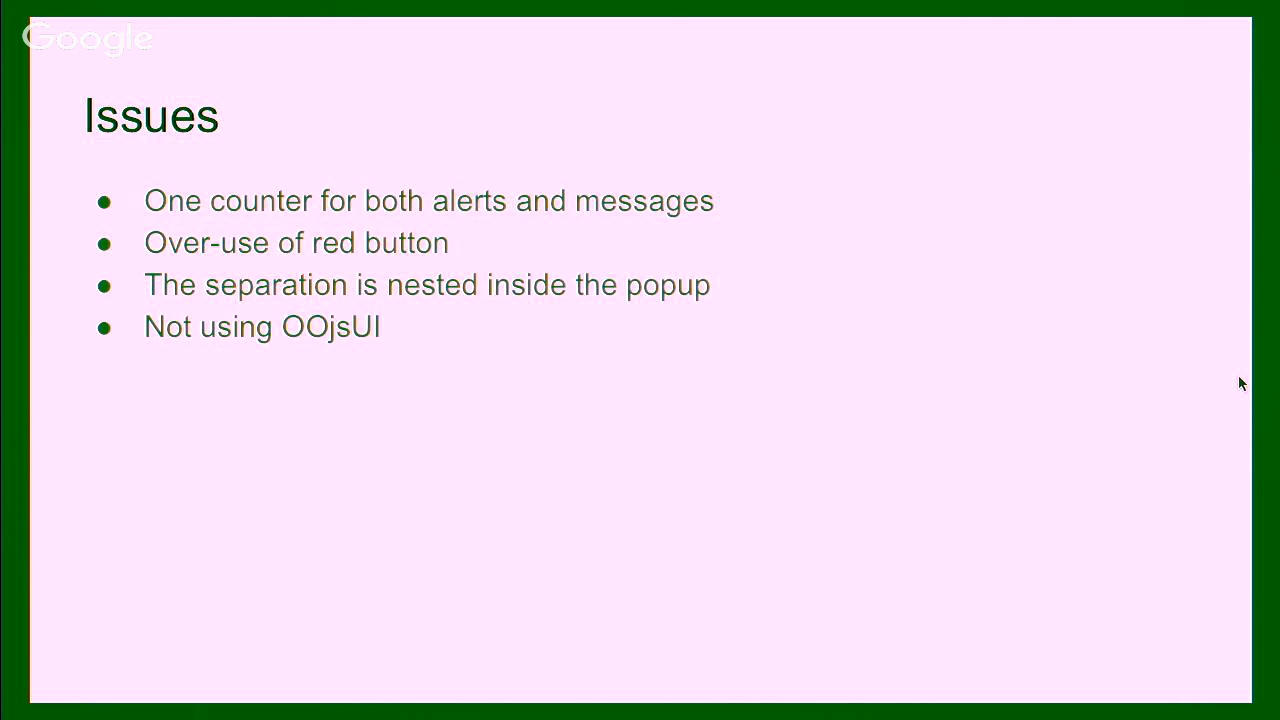 Google
Issues
● One counter for both alerts and messages
● Over-use of red button
● The separation is nested inside the popup
● Not using OOjsUI